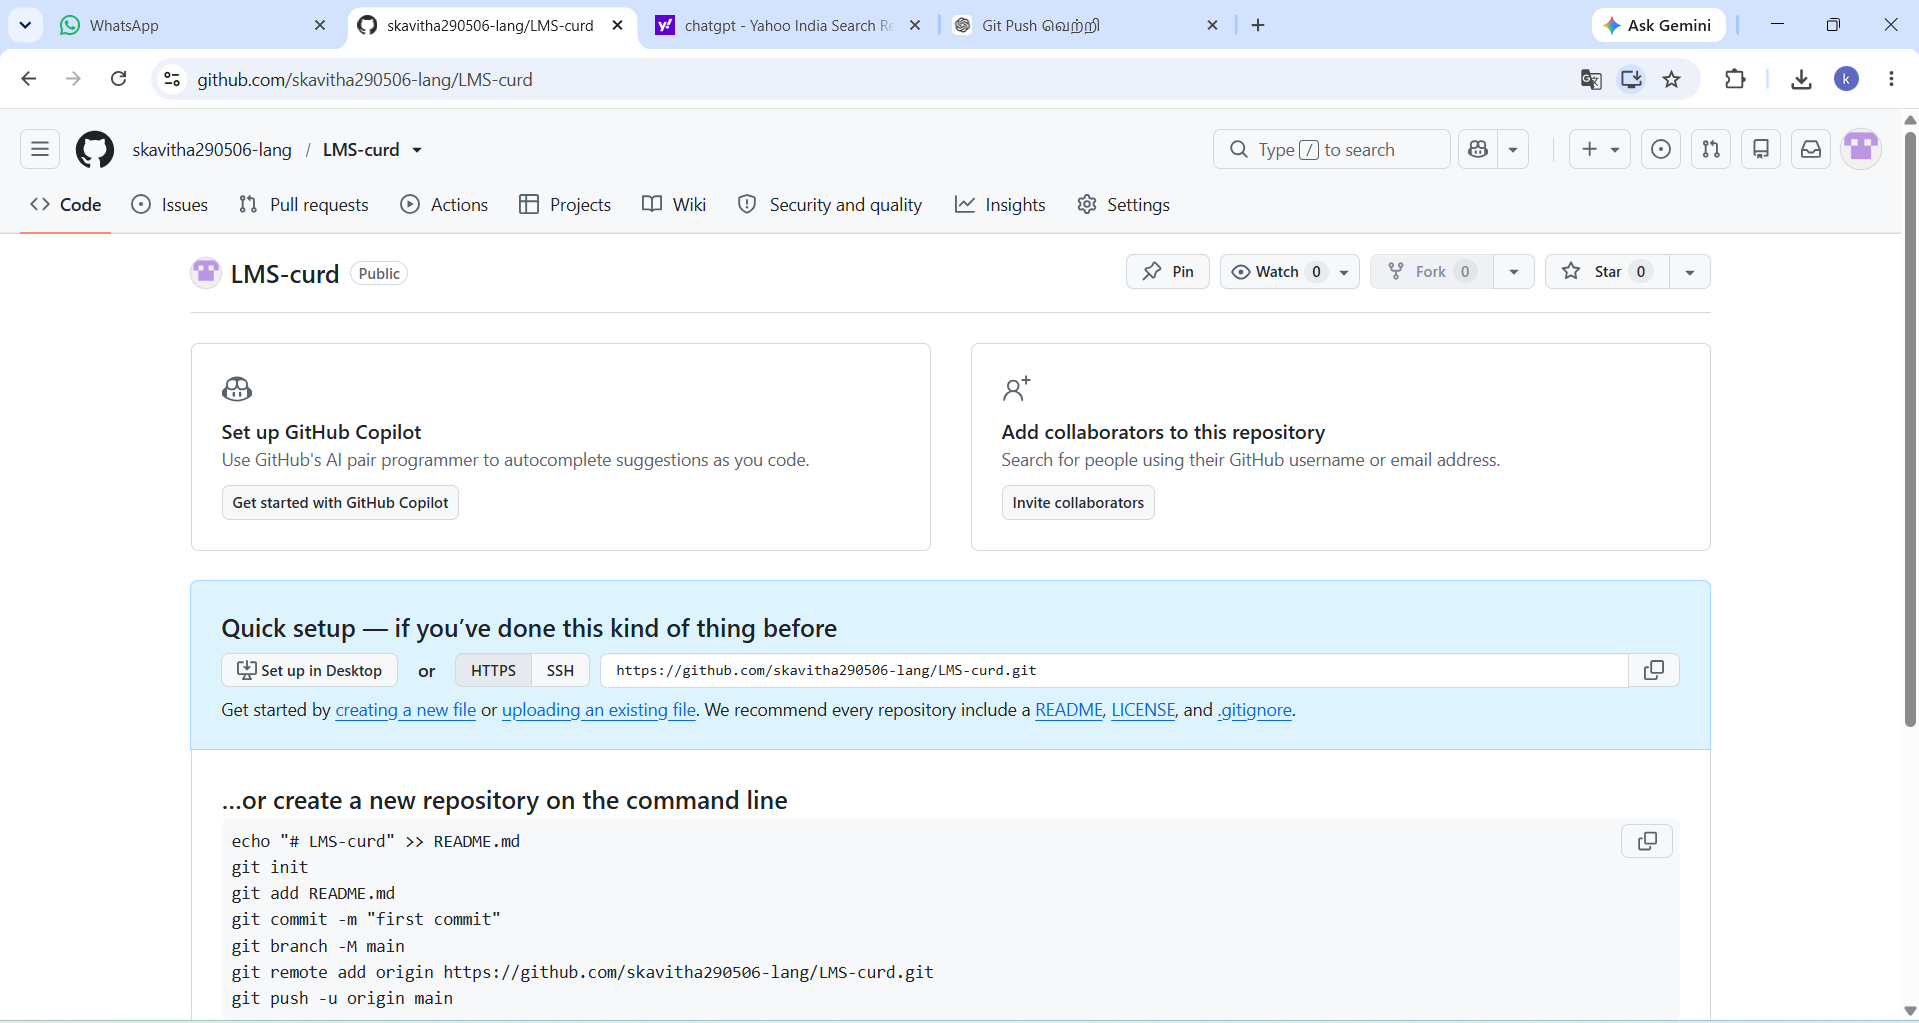 WhatsApp
skavitha290506-lang/LMS-curd
chatgpt - Yahoo India Search Re
Git Push வெற்றி
Ask Gemini
github.com/skavitha290506-lang/LMS-curd
k
skavitha290506-lang / LMS-curd
Type / to search
Code
Issues
Pull requests
Actions
Projects
Wiki
Security and quality
Insights
Settings
LMS-curd Public
Pin
Watch 0
Fork 0
Star 0
Set up GitHub Copilot
Use GitHub's AI pair programmer to autocomplete suggestions as you code.
Get started with GitHub Copilot
Add collaborators to this repository
Search for people using their GitHub username or email address.
Invite collaborators
Quick setup — if you’ve done this kind of thing before
Set up in Desktop or HTTPS SSH https://github.com/skavitha290506-lang/LMS-curd.git
Get started by creating a new file or uploading an existing file. We recommend every repository include a README, LICENSE, and .gitignore.
…or create a new repository on the command line
echo "# LMS-curd" >> README.md
git init
git add README.md
git commit -m "first commit"
git branch -M main
git remote add origin https://github.com/skavitha290506-lang/LMS-curd.git
git push -u origin main